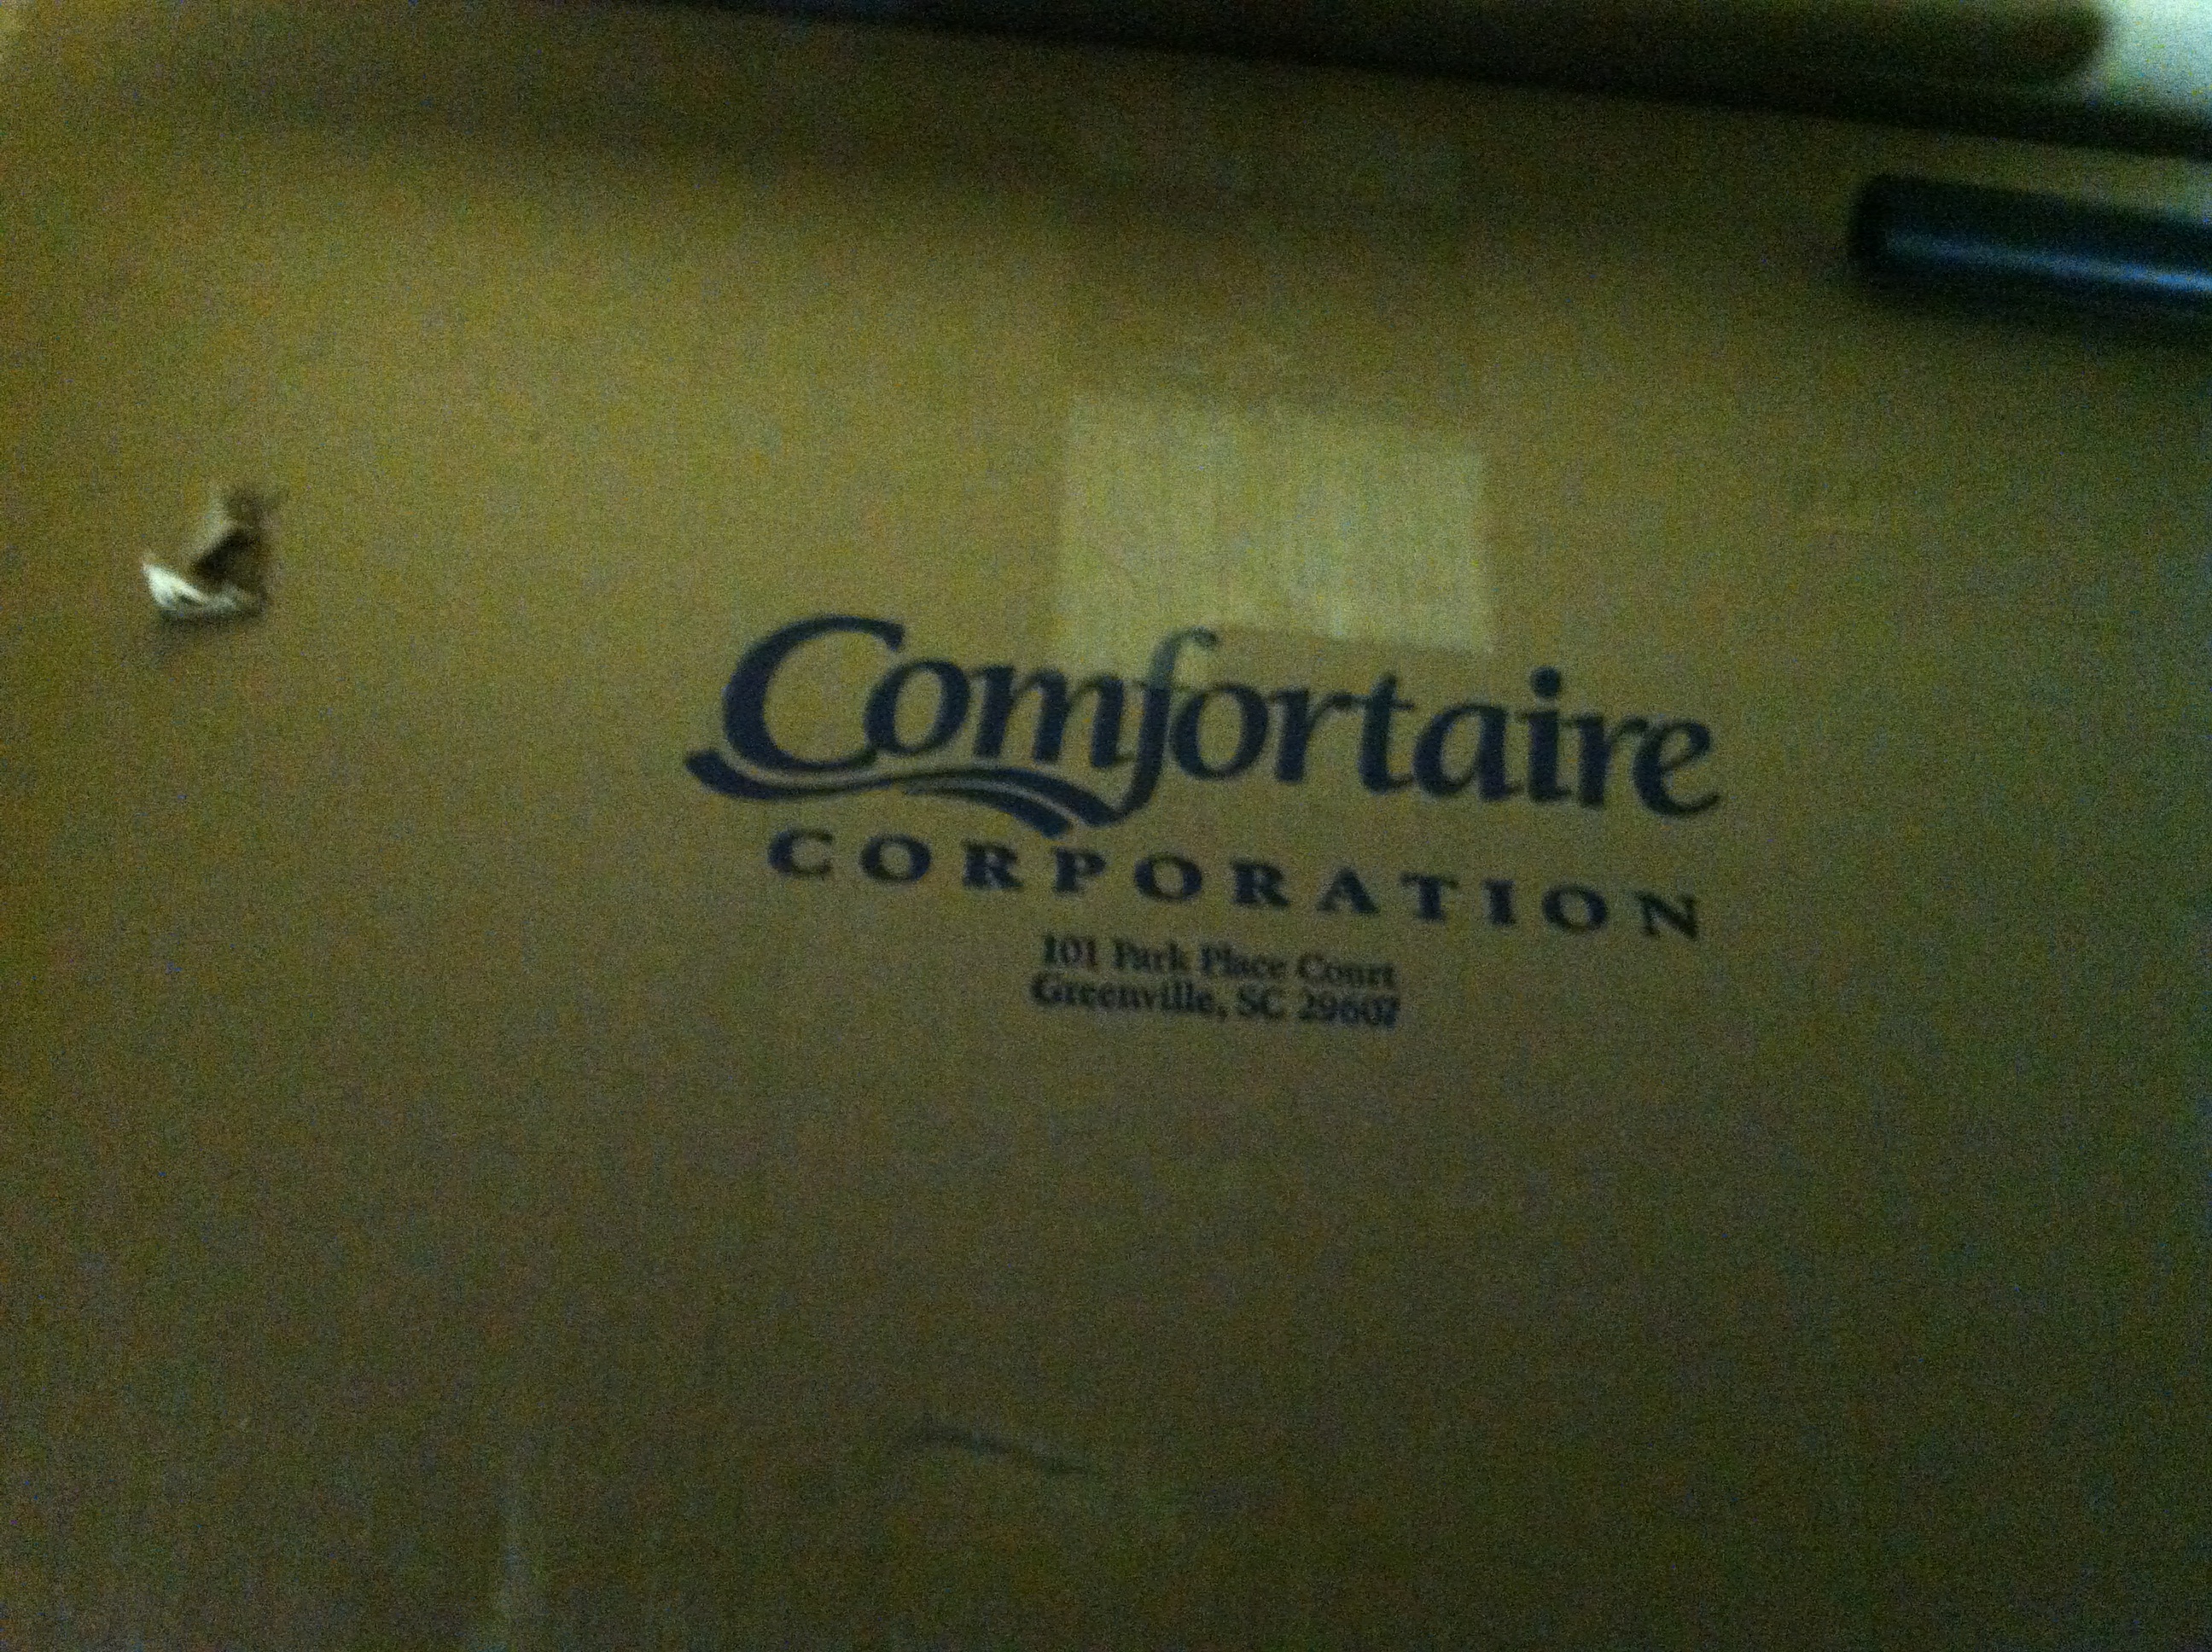 Comfortaire
CORPORATION
101 Park Place Court
Greenville, SC 29607